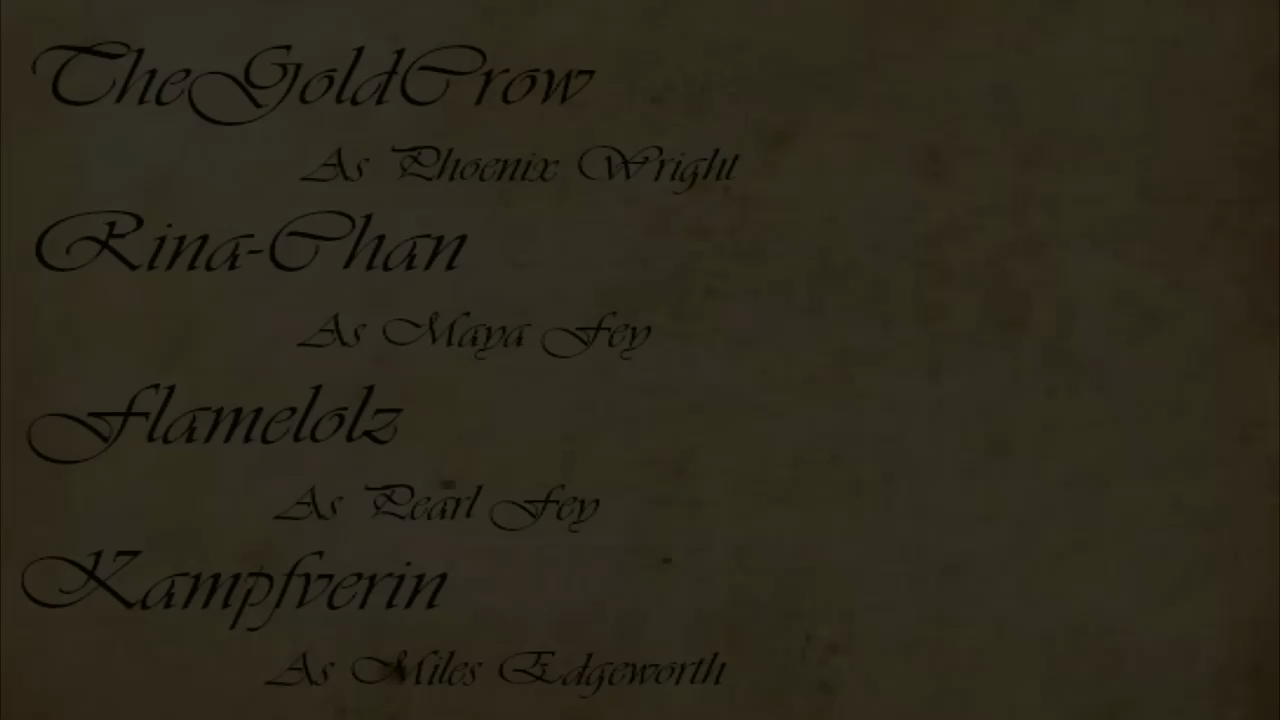 TheGoldCrow
As Phoenix Wright
Rina-Chan
As Maya Fey
Flamelolz
As Pearl Fey
Kampfverin
As Miles Edgeworth